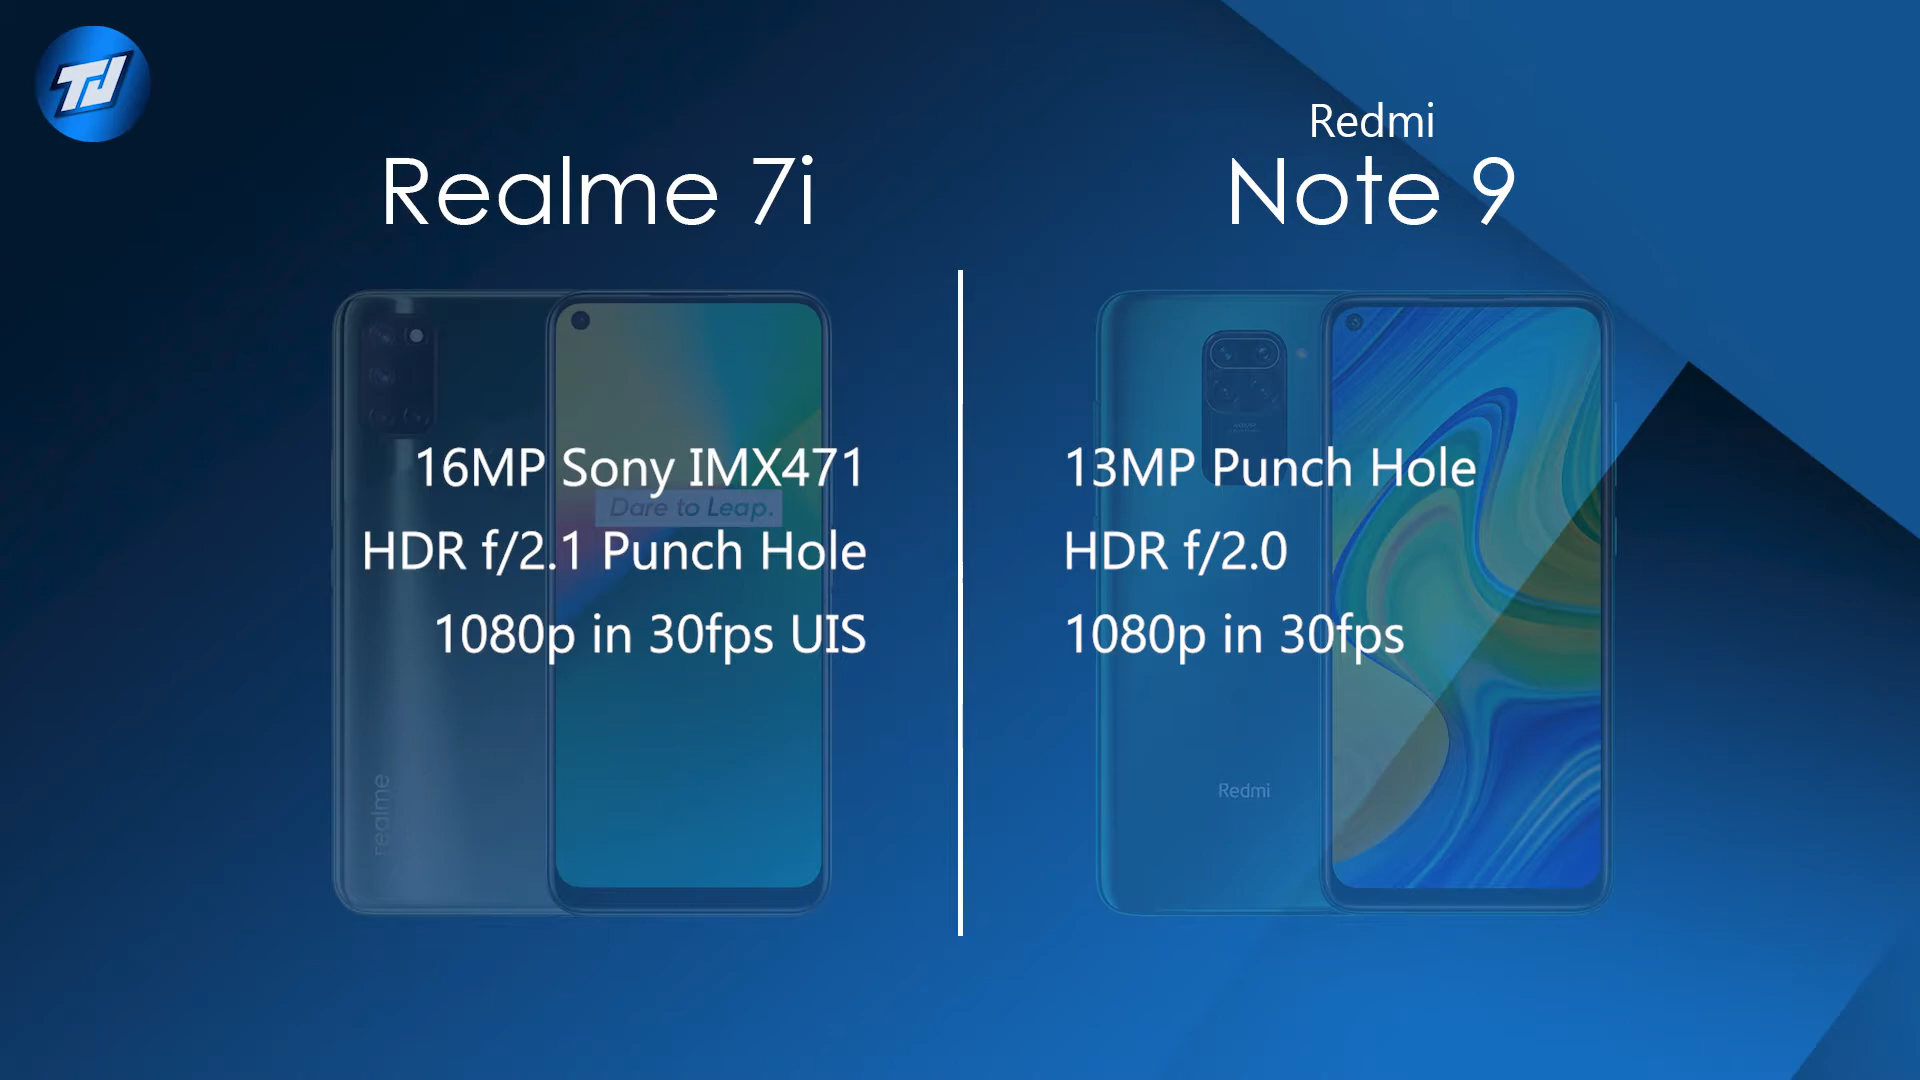 TJ
Realme 7i
Redmi
Note 9
16MP Sony IMX471
HDR f/2.1 Punch Hole
1080p in 30fps UIS
Dare to Leap.
realme
13MP Punch Hole
HDR f/2.0
1080p in 30fps
Redmi